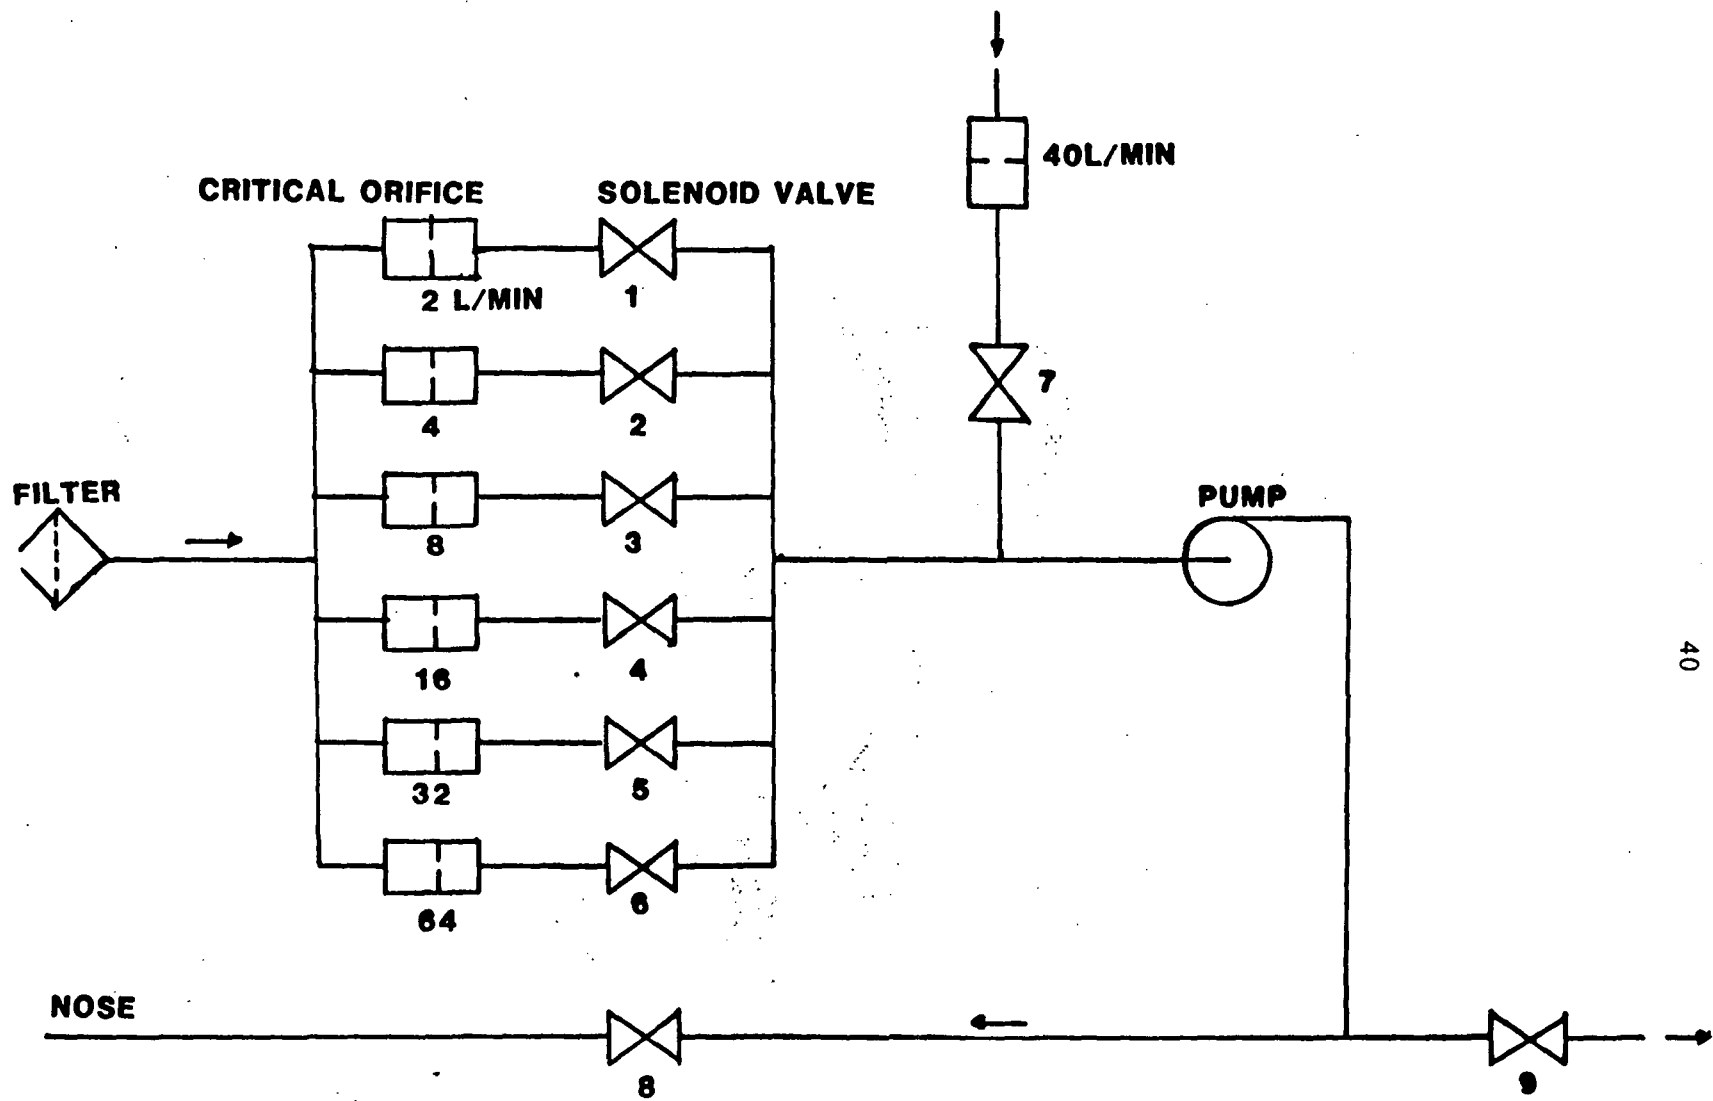 40L/MIN
CRITICAL ORIFICE
SOLENOID VALVE
2 L/MIN
1
7
4
2
FILTER
PUMP
8
3
16
4
40
32
5
64
6
NOSE
8
9